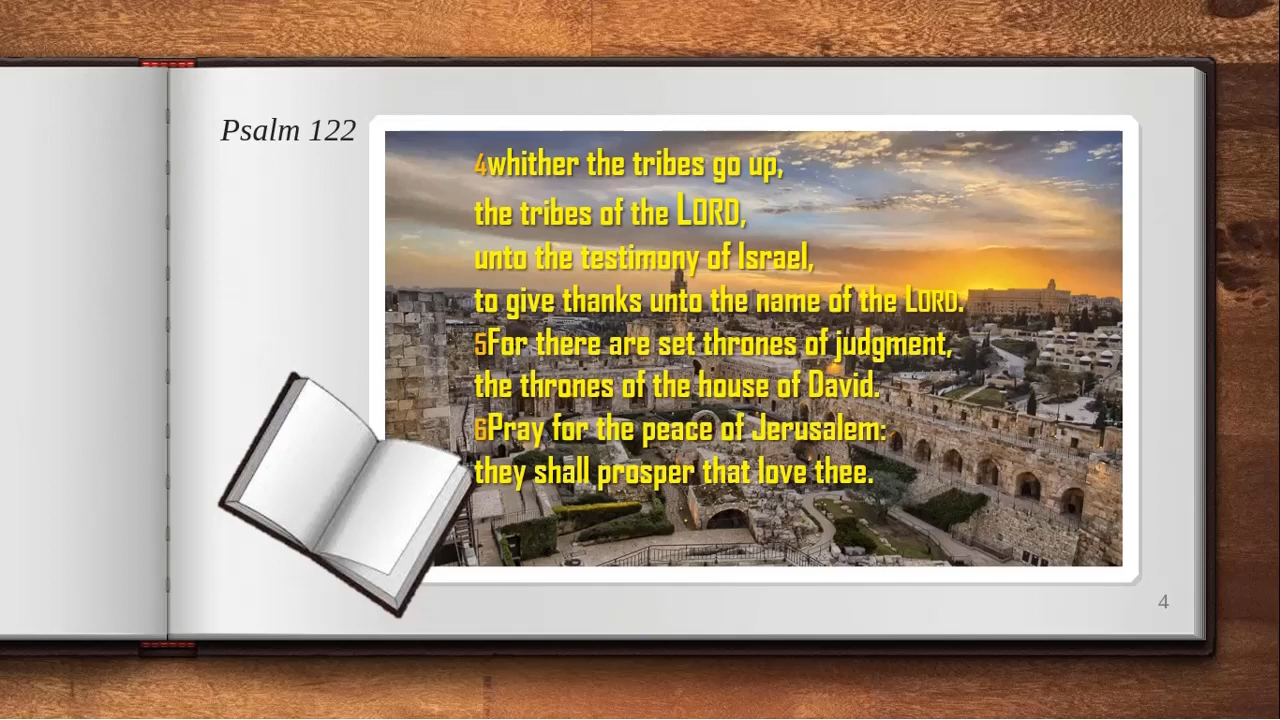 Psalm 122
4whither the tribes go up,
the tribes of the LORD,
unto the testimony of Israel,
to give thanks unto the name of the LORD.
5For there are set thrones of judgment,
the thrones of the house of David.
6Pray for the peace of Jerusalem:
they shall prosper that love thee.
4